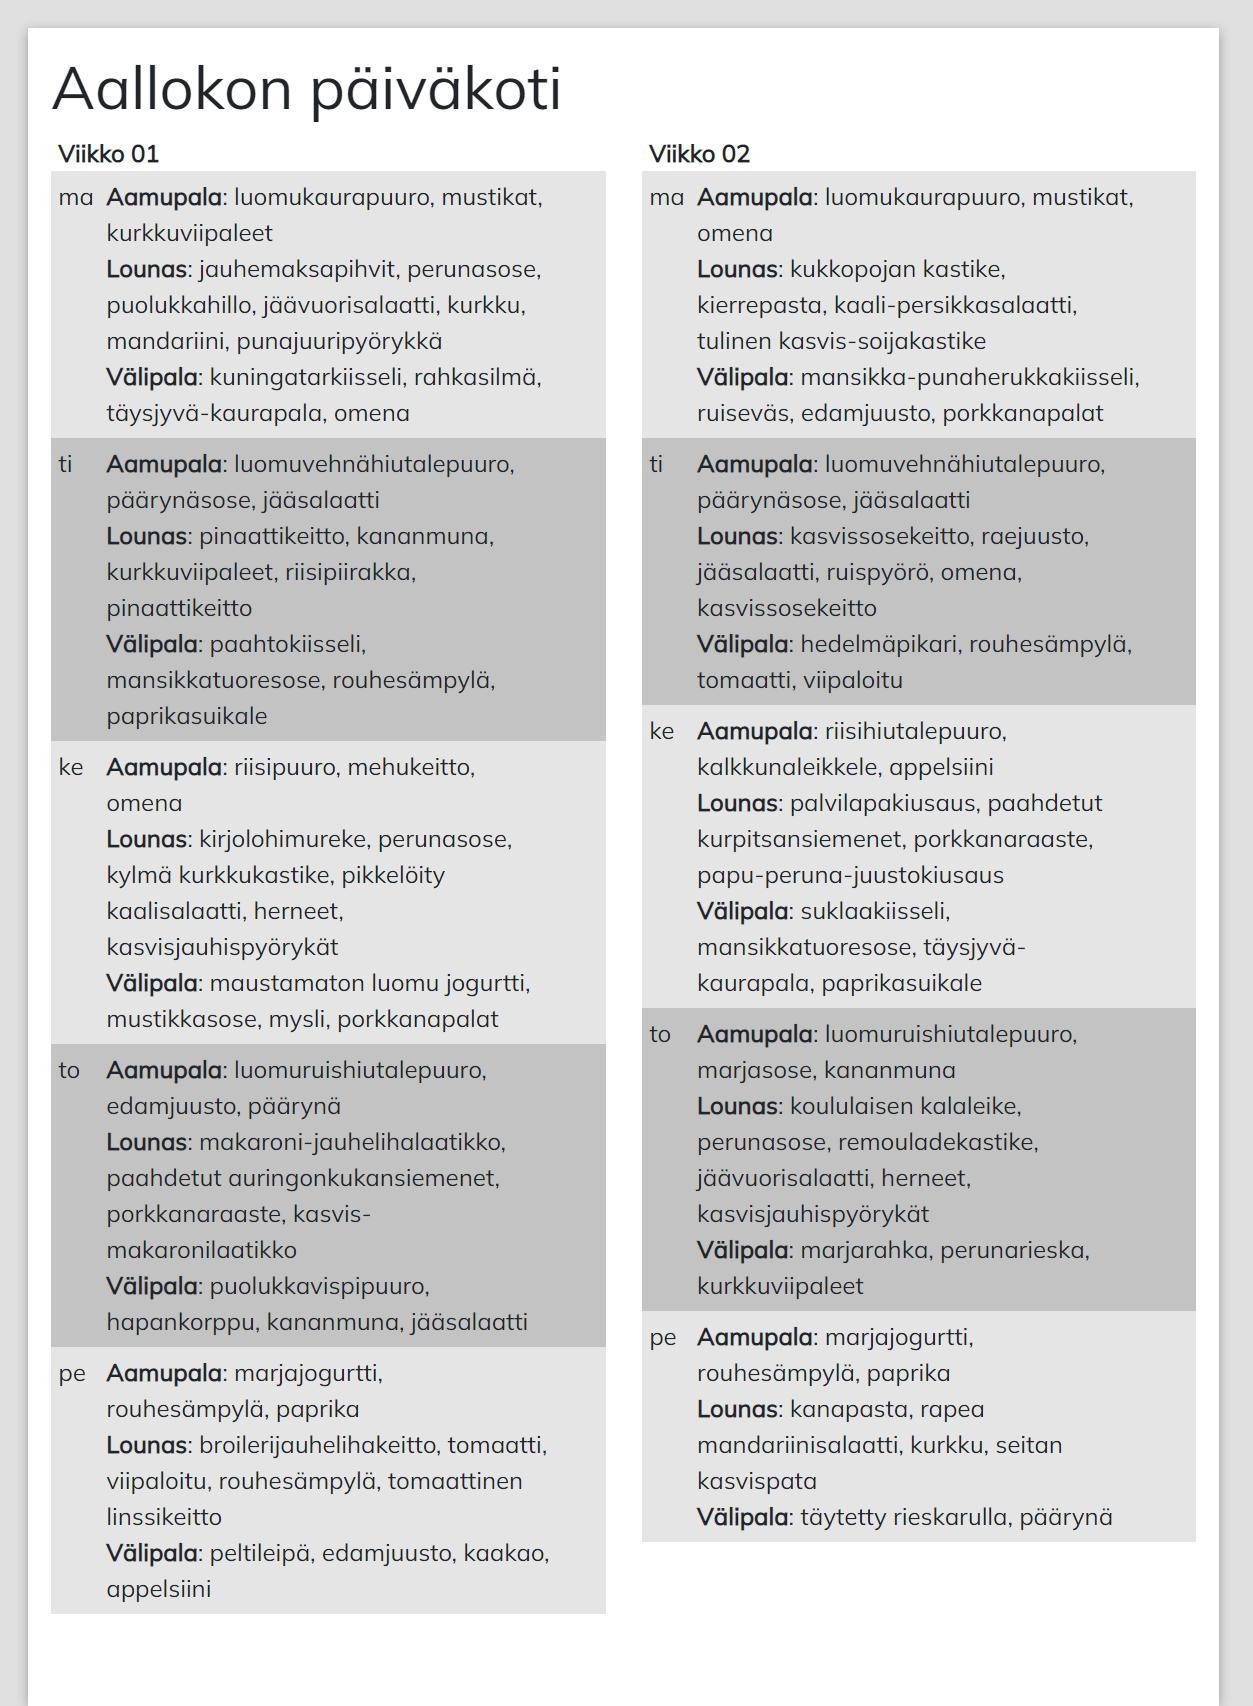 Aallokon päiväkoti
Viikko 01
ma Aamupala: luomukaurapuuro, mustikat,
kurkkuviipaleet
Lounas: jauhemaksapihvit, perunasose,
puolukkahillo, jäävuorisalaatti, kurkku,
mandariini, punajuuripyörykkä
Välipala: kuningatarkiisseli, rahkasilmä,
täysjyvä-kaurapala, omena
ti Aamupala: luomuvehnähiutalepuuro,
päärynäsose, jääsalaatti
Lounas: pinaattikeitto, kananmuna,
kurkkuviipaleet, riisipiirakka,
pinaattikeitto
Välipala: paahtokiisseli,
mansikkatuoresose, rouhesämpylä,
paprikasuikale
ke Aamupala: riisipuuro, mehukeitto,
omena
Lounas: kirjolohimureke, perunasose,
kylmä kurkkukastike, pikkelöity
kaalisalaatti, herneet,
kasvisjauhispyörykät
Välipala: maustamaton luomu jogurtti,
mustikkasose, mysli, porkkanapalat
to Aamupala: luomuruishiutalepuuro,
edamjuusto, päärynä
Lounas: makaroni-jauhelihalaatikko,
paahdetut auringonkukansiemenet,
porkkanaraaste, kasvis-
makaronilaatikko
Välipala: puolukkavispipuuro,
hapankorppu, kananmuna, jääsalaatti
pe Aamupala: marjajogurtti,
rouhesämpylä, paprika
Lounas: broilerijauhelihakeitto, tomaatti,
viipaloitu, rouhesämpylä, tomaattinen
linssikeitto
Välipala: peltileipä, edamjuusto, kaakao,
appelsiini
Viikko 02
ma Aamupala: luomukaurapuuro, mustikat,
omena
Lounas: kukkopojan kastike,
kierrepasta, kaali-persikkasalaatti,
tulinen kasvis-soijakastike
Välipala: mansikka-punaherukkakiisseli,
ruiseväs, edamjuusto, porkkanapalat
ti Aamupala: luomuvehnähiutalepuuro,
päärynäsose, jääsalaatti
Lounas: kasvissosekeitto, raejuusto,
jääsalaatti, ruispyörö, omena,
kasvissosekeitto
Välipala: hedelmäpikari, rouhesämpylä,
tomaatti, viipaloitu
ke Aamupala: riisihiutalepuuro,
kalkkunaleikkele, appelsiini
Lounas: palvilapakiusaus, paahdetut
kurpitsansiemenet, porkkanaraaste,
papu-peruna-juustokiusaus
Välipala: suklaakiisseli,
mansikkatuoresose, täysjyvä-
kaurapala, paprikasuikale
to Aamupala: luomuruishiutalepuuro,
marjasose, kananmuna
Lounas: koululaisen kalaleike,
perunasose, remouladekastike,
jäävuorisalaatti, herneet,
kasvisjauhispyörykät
Välipala: marjarahka, perunarieska,
kurkkuviipaleet
pe Aamupala: marjajogurtti,
rouhesämpylä, paprika
Lounas: kanapasta, rapea
mandariinisalaatti, kurkku, seitan
kasvispata
Välipala: täytetty rieskarulla, päärynä